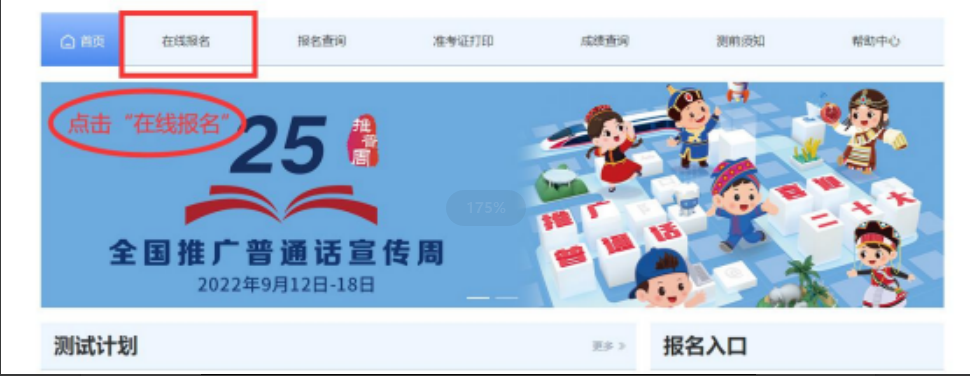 首页 在线报名 报名查询 准考证打印 成绩查询 测前须知 帮助中心
点击“在线报名”
25 推普周
175%
全国推广普通话宣传周
2022年9月12日-18日
推广普通话
喜迎二十大
测试计划 更多 》 报名入口